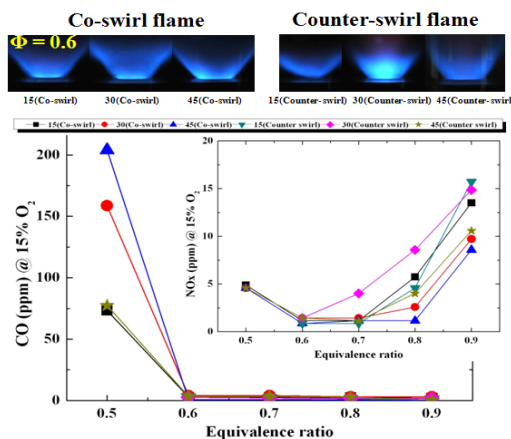 Co-swirl flame
Counter-swirl flame
Φ = 0.6
15(Co-swirl) 30(Co-swirl) 45(Co-swirl)
15(Counter-swirl) 30(Counter-swirl) 45(Counter-swirl)
15(Co-swirl) 30(Co-swirl) 45(Co-swirl) 15(Counter swirl) 30(Counter swirl) 45(Counter swirl)
CO (ppm) @ 15% O2
200
150
100
50
0
0.5 0.6 0.7 0.8 0.9
Equivalence ratio
NOx (ppm) @ 15% O2
20
15
10
5
0
0.5 0.6 0.7 0.8 0.9
Equivalence ratio